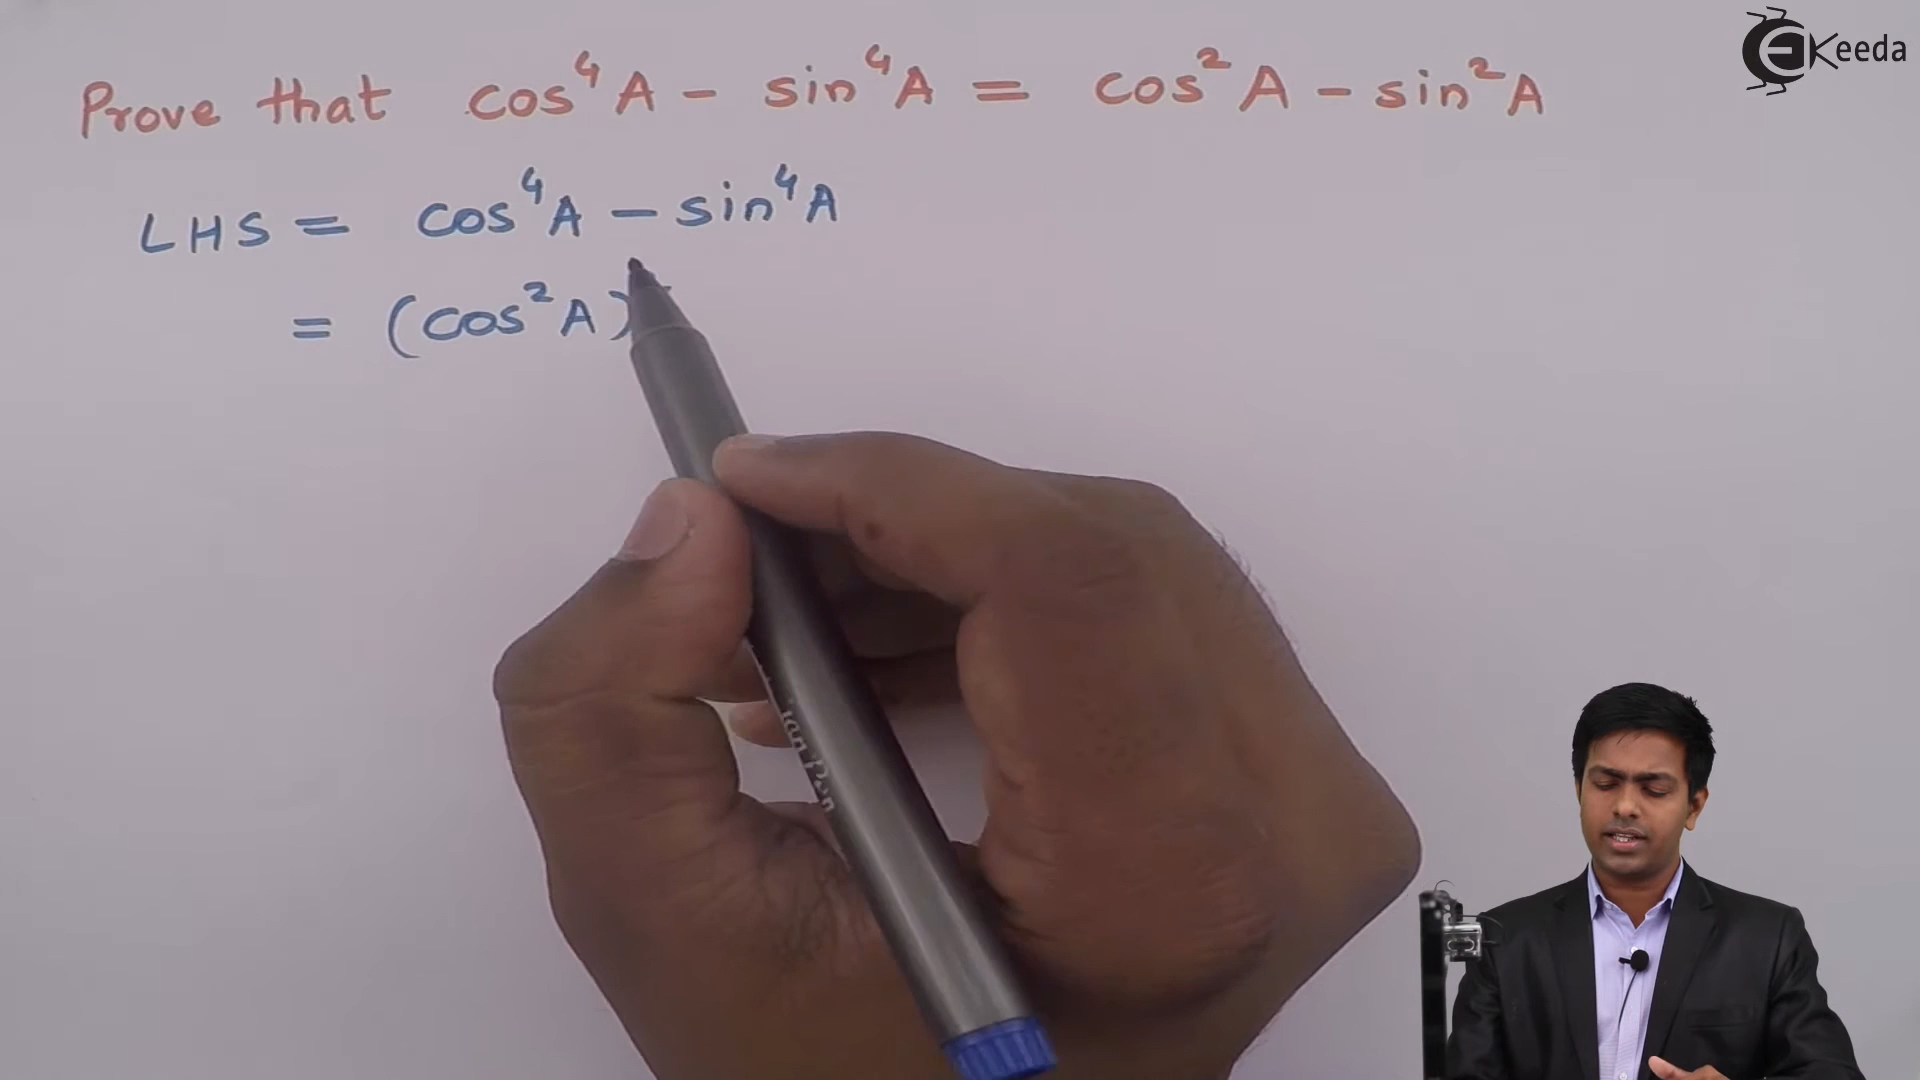 Prove that cos⁴A - sin⁴A = cos²A - sin²A
LHS = cos⁴A - sin⁴A
= (cos²A)
Keeda